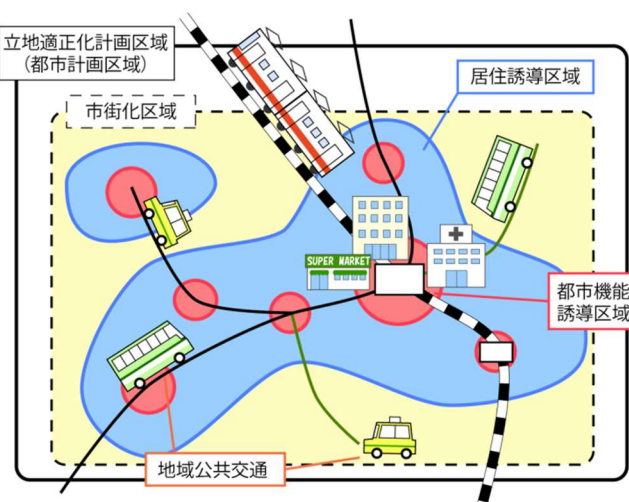 立地適正化計画区域
（都市計画区域）
居住誘導区域
市街化区域
SUPER MARKET
都市機能
誘導区域
地域公共交通